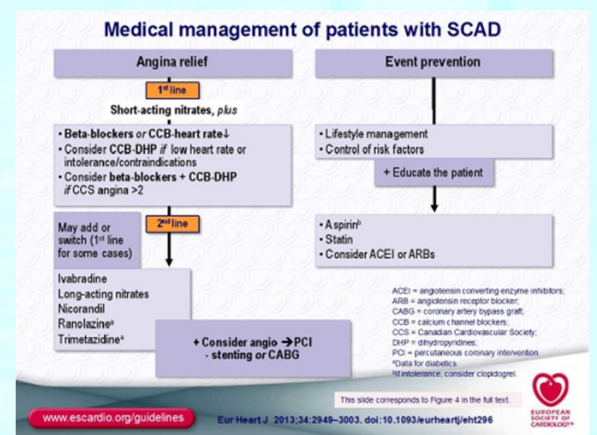 Medical management of patients with SCAD
Angina relief
1st line
Short-acting nitrates, plus
• Beta-blockers or CCB-heart rate↓
• Consider CCB-DHP if low heart rate or
intolerance/contraindications
• Consider beta-blockers + CCB-DHP
if CCS angina >2
May add or
switch (1st line
for some cases)
2nd line
Ivabradine
Long-acting nitrates
Nicorandil
Ranolazineª
Trimetazidineª
+ Consider angio →PCI
- stenting or CABG
Event prevention
• Lifestyle management
• Control of risk factors
+ Educate the patient
• Aspirinᵇ
• Statin
• Consider ACEI or ARBs
ACEI = angiotensin converting enzyme inhibitors;
ARB = angiotensin receptor blocker;
CABG = coronary artery bypass graft;
CCB = calcium channel blockers;
CCS = Canadian Cardiovascular Society;
DHP = dihydropyridines;
PCI = percutaneous coronary intervention.
ªData for diabetics.
ᵇif intolerance, consider clopidogrel.
This slide corresponds to Figure 4 in the full text.
www.escardio.org/guidelines
Eur Heart J 2013;34:2949–3003. doi:10.1093/eurheartj/eht296
EUROPEAN
SOCIETY OF
CARDIOLOGY